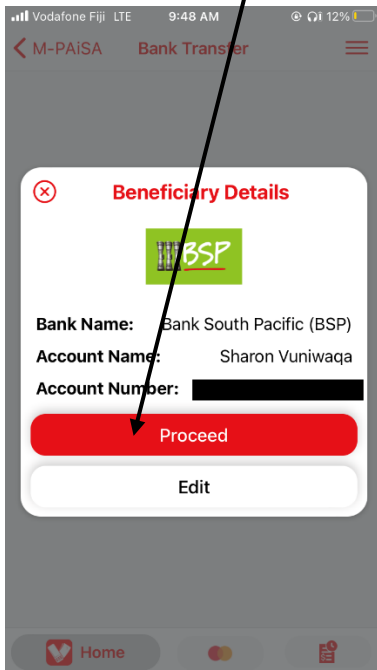 Vodafone Fiji LTE 9:48 AM 12%
M-PAiSA Bank Transfer
Beneficiary Details
BSP
Bank Name: Bank South Pacific (BSP)
Account Name: Sharon Vuniwaqa
Account Number:
Proceed
Edit
Home